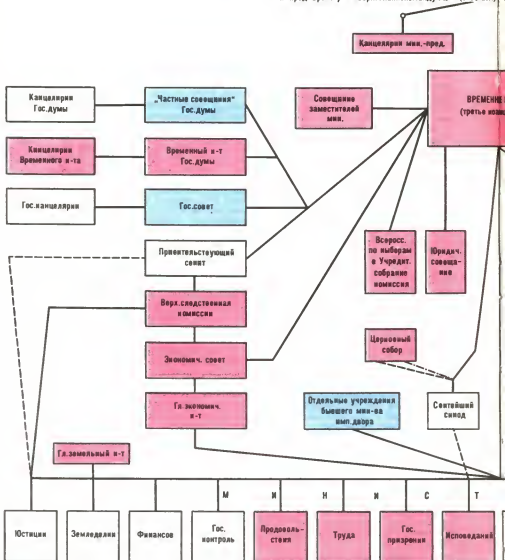 Канцелярия мин.-пред.
Канцелярия
Гос. думы
„Частные совещания"
Гос. думы
Совещание
заместителей
мин.
ВРЕМЕННОЕ
(третье
Канцелярия
Временного к-та
Временный к-т
Гос. думы
Гос. канцелярия
Гос. совет
Правительствующий
сенат
Всеросс.
по выборам
в Учредит.
собрание
комиссия
Юридич.
совеща-
ние
Верх. следственная
комиссия
Экономич. совет
Церковный
собор
Гл. экономич.
к-т
Отдельные учреждения
бывшего мин-ва
имп. двора
Святейший
синод
Гл. земельный к-т
М И Н И С Т
Юстиции
Земледелия
Финансов
Гос.
контроль
Продоволь-
ствия
Труда
Гос.
призрения
Исповеданий